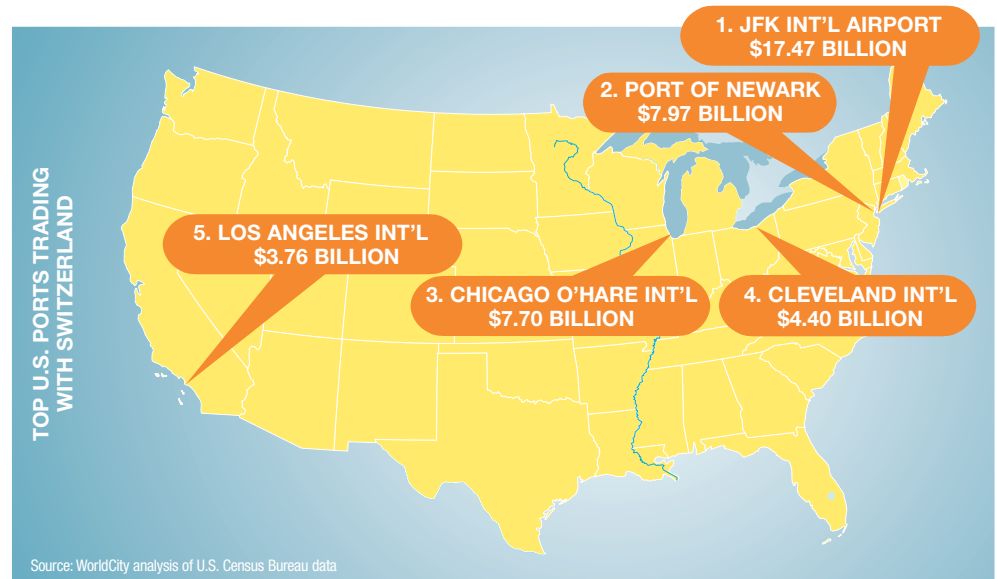 TOP U.S. PORTS TRADING
WITH SWITZERLAND
1. JFK INT'L AIRPORT
$17.47 BILLION
2. PORT OF NEWARK
$7.97 BILLION
5. LOS ANGELES INT'L
$3.76 BILLION
3. CHICAGO O'HARE INT'L
$7.70 BILLION
4. CLEVELAND INT'L
$4.40 BILLION
Source: WorldCity analysis of U.S. Census Bureau data